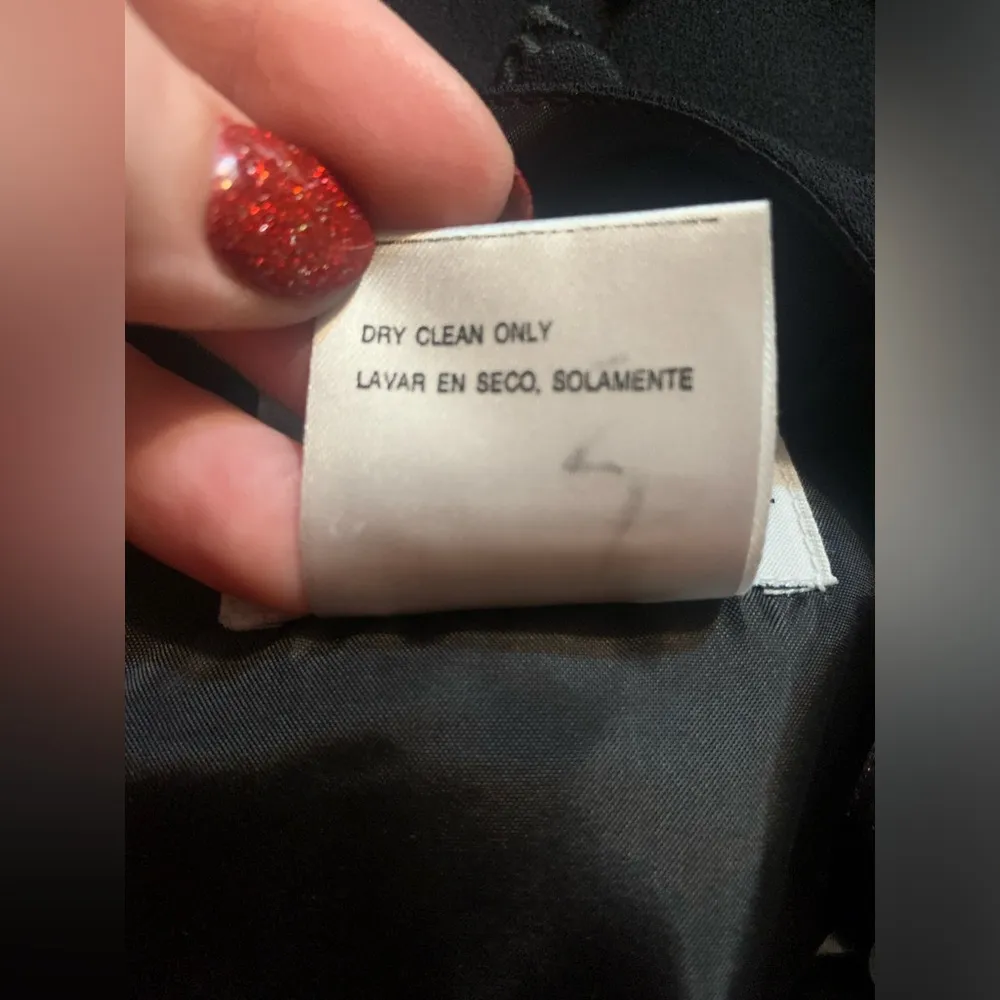 DRY CLEAN ONLY
LAVAR EN SECO, SOLAMENTE